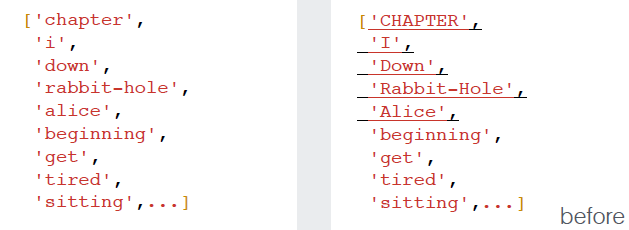 ['chapter',
'i',
'down',
'rabbit-hole',
'alice',
'beginning',
'get',
'tired',
'sitting',...]
['CHAPTER',
'I',
'Down',
'Rabbit-Hole',
'Alice',
'beginning',
'get',
'tired',
'sitting',...]
before